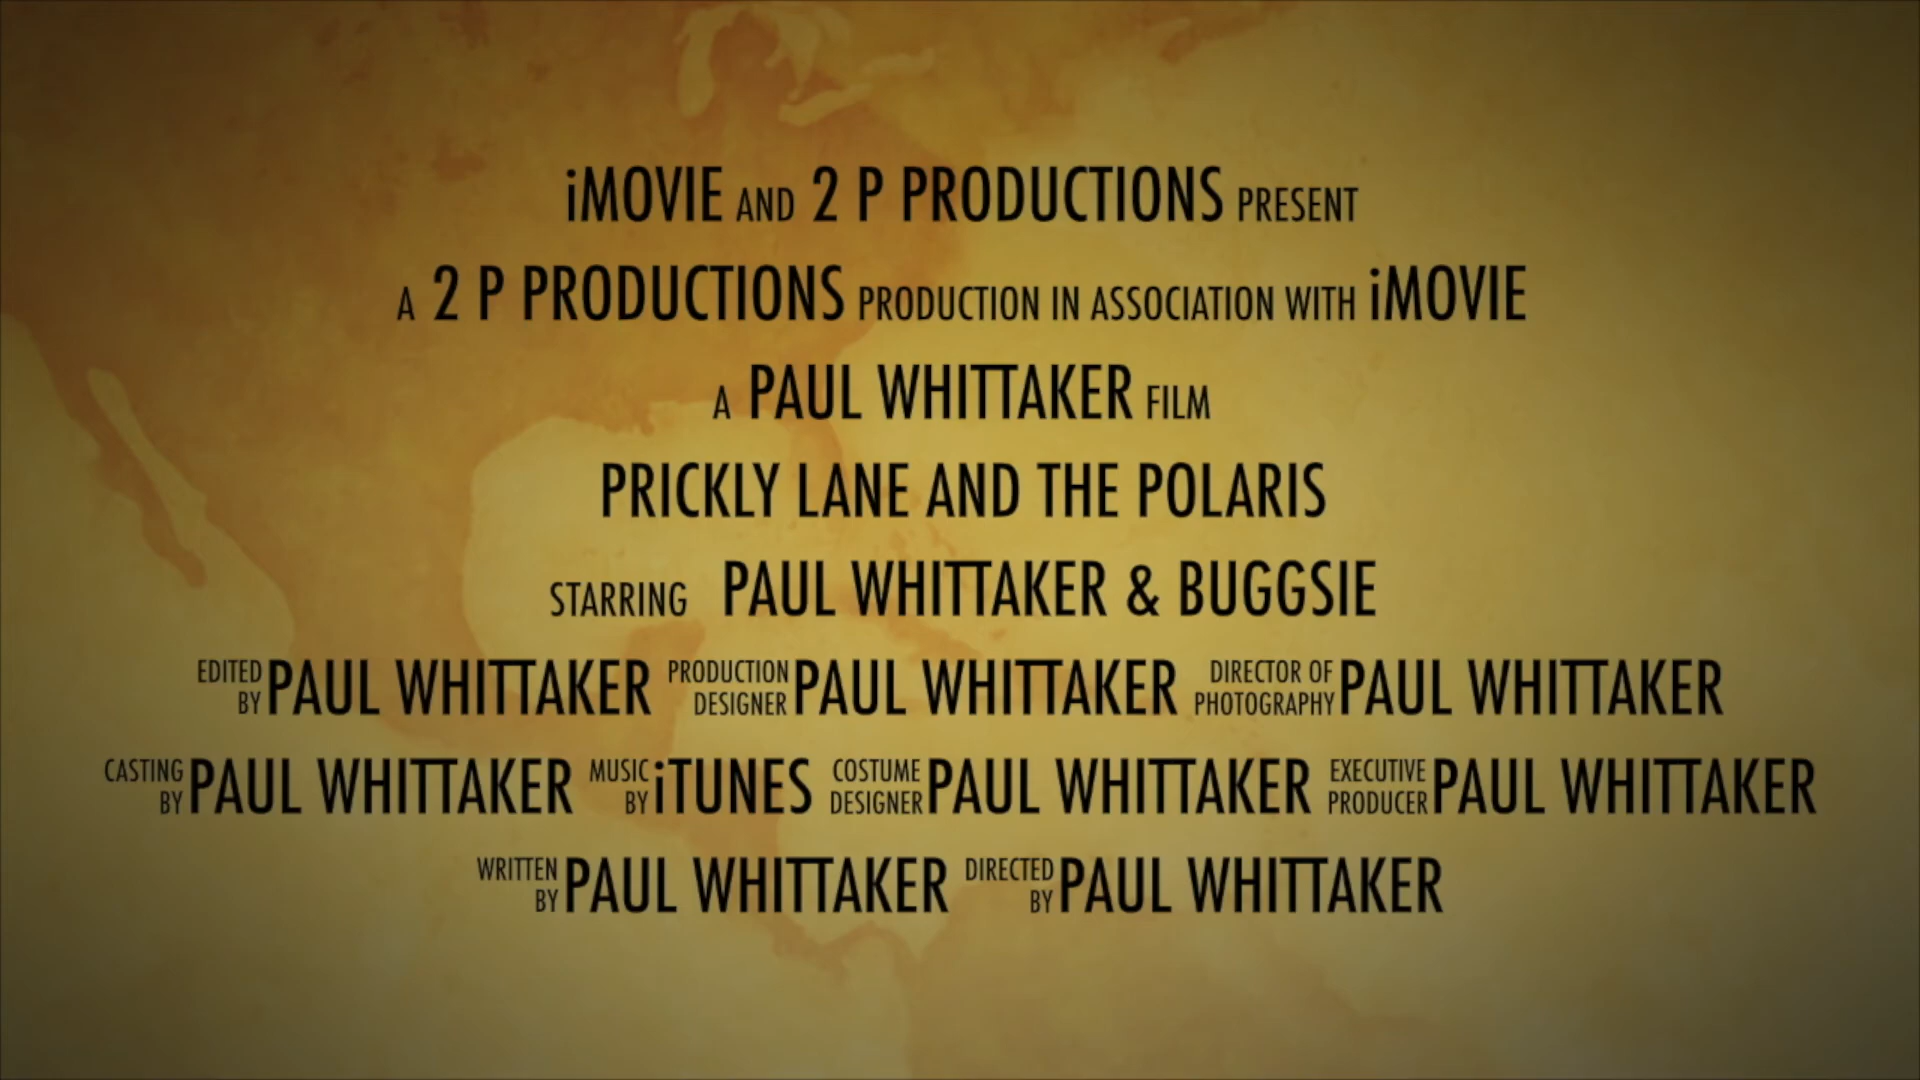 iMOVIE AND 2 P PRODUCTIONS PRESENT
A 2 P PRODUCTIONS PRODUCTION IN ASSOCIATION WITH iMOVIE
A PAUL WHITTAKER FILM
PRICKLY LANE AND THE POLARIS
STARRING PAUL WHITTAKER & BUGGSIE
EDITED BY PAUL WHITTAKER PRODUCTION DESIGNER PAUL WHITTAKER DIRECTOR OF PHOTOGRAPHY PAUL WHITTAKER
CASTING BY PAUL WHITTAKER MUSIC BY iTUNES COSTUME DESIGNER PAUL WHITTAKER EXECUTIVE PRODUCER PAUL WHITTAKER
WRITTEN BY PAUL WHITTAKER DIRECTED BY PAUL WHITTAKER